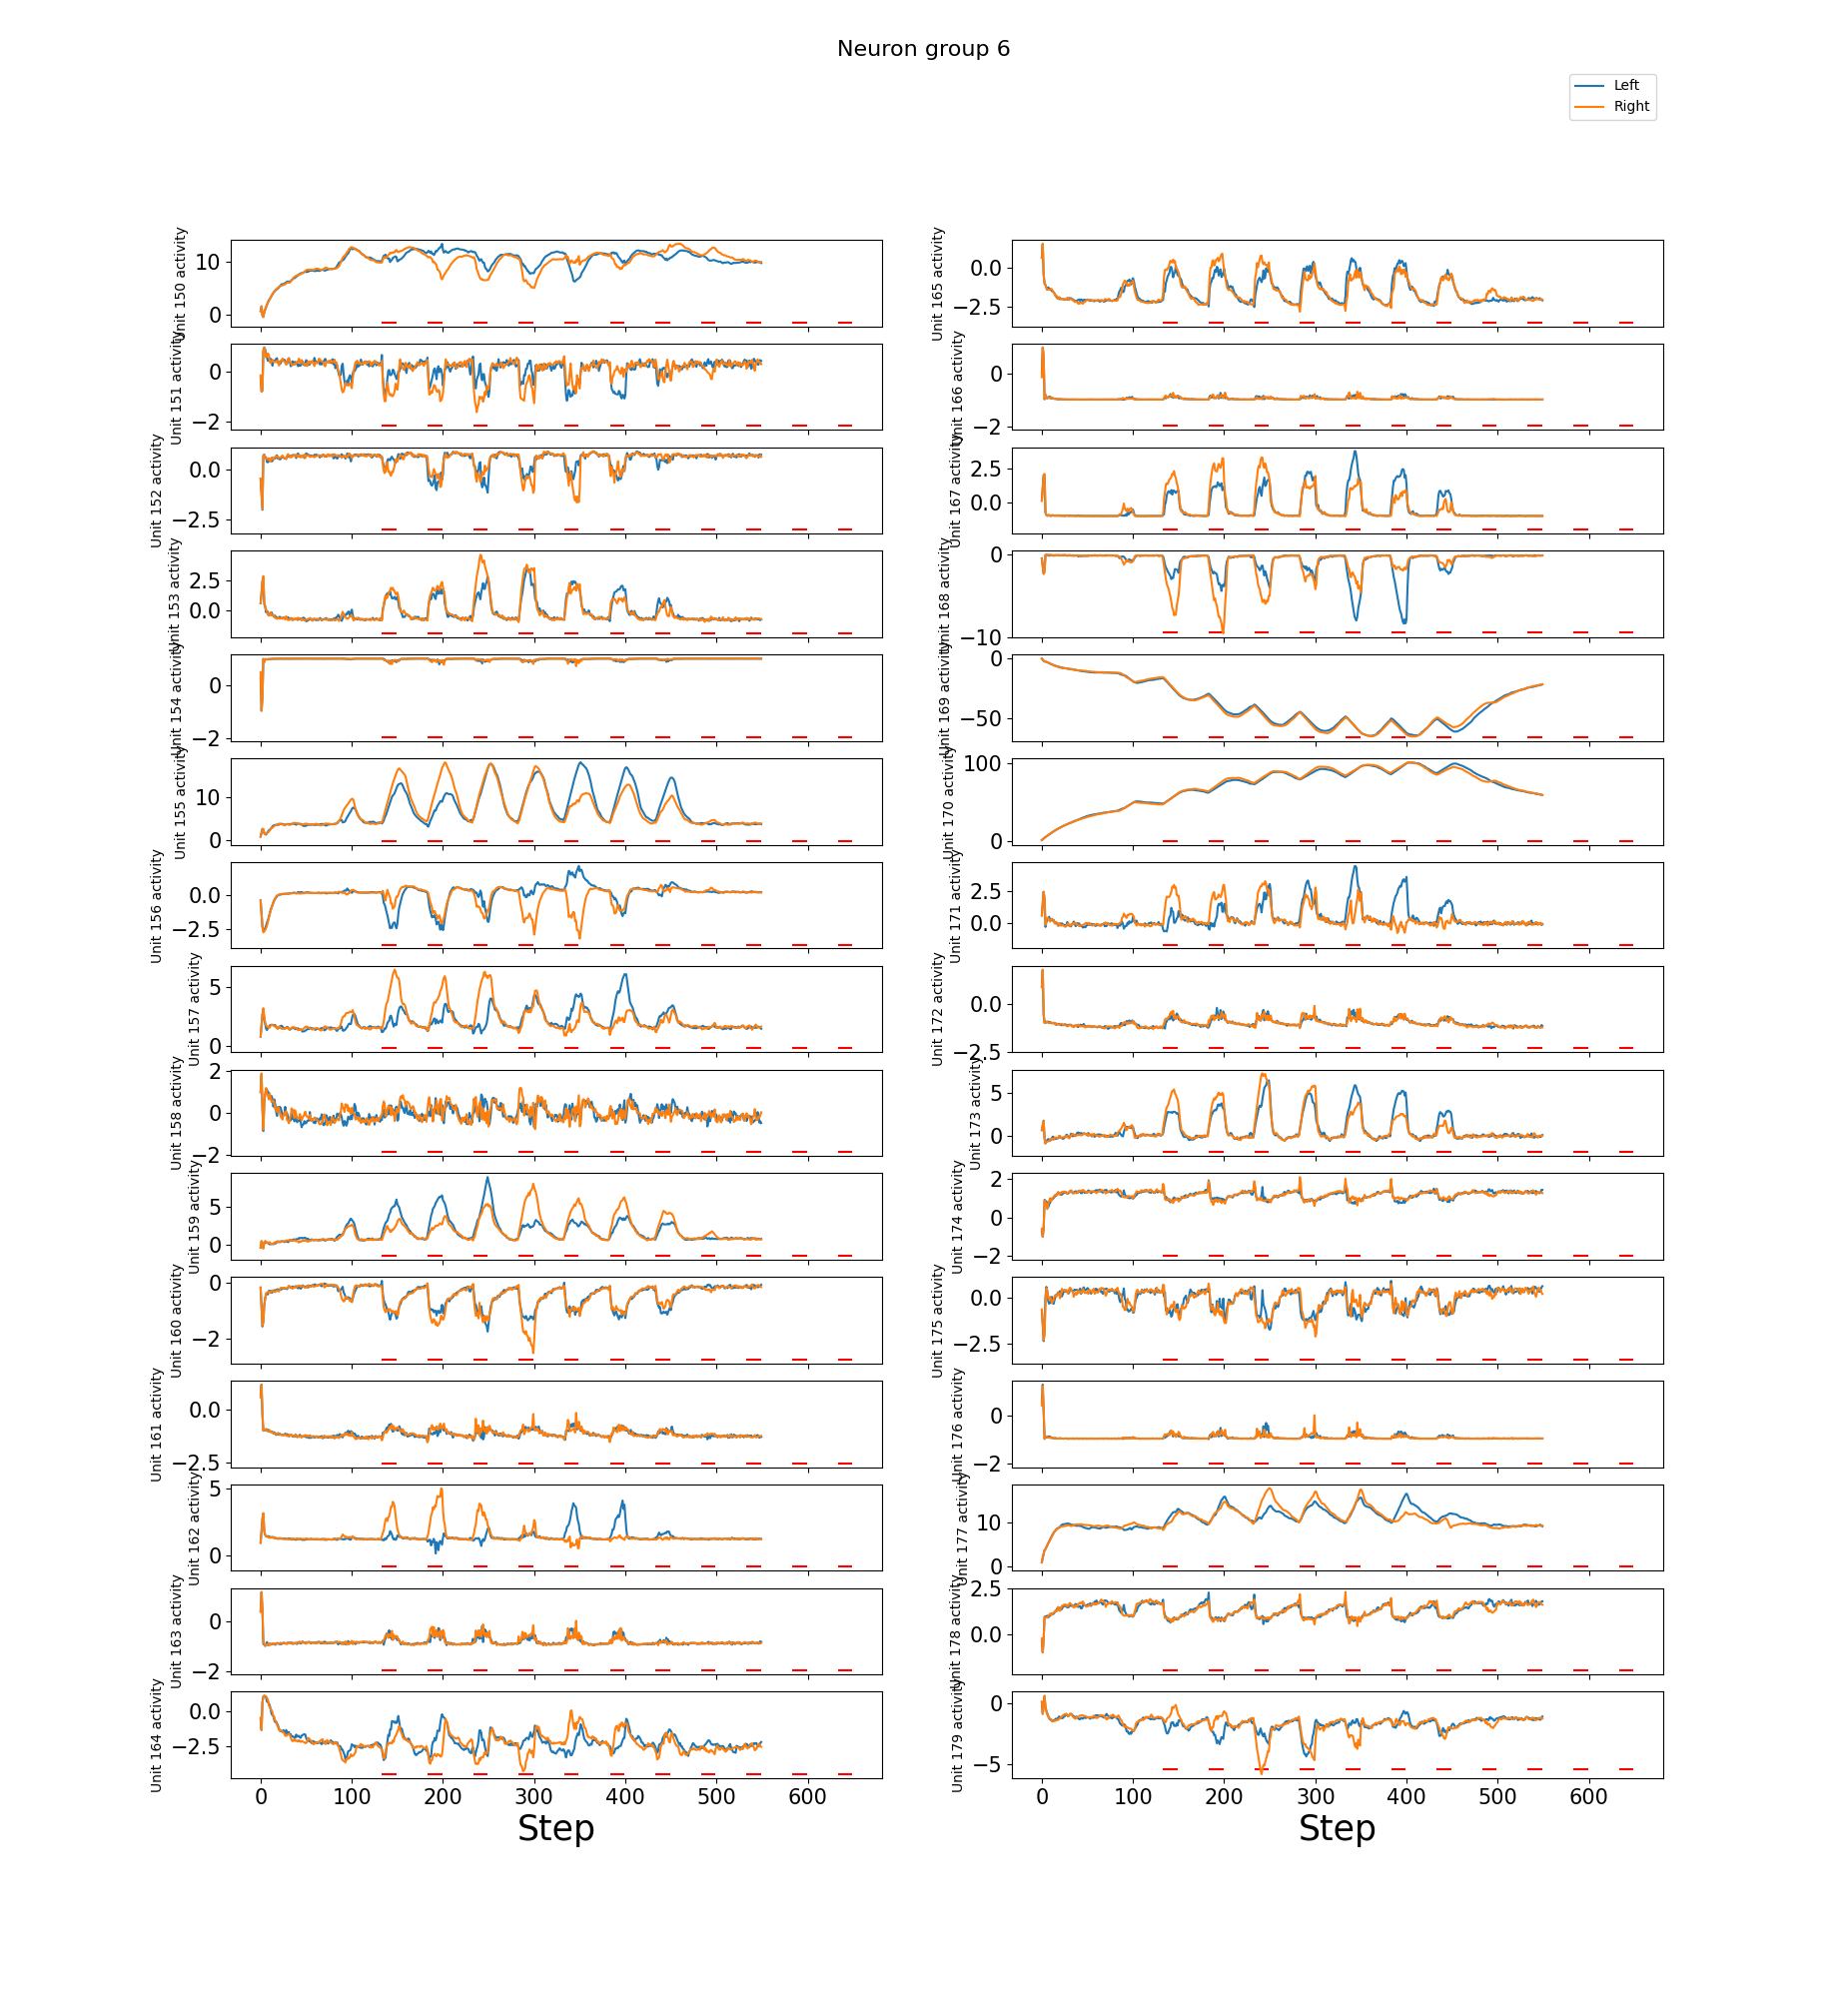 Neuron group 6
Left
Right
Unit 150 activity
10
0
Unit 151 activity
0
−2
Unit 152 activity
0.0
−2.5
Unit 153 activity
2.5
0.0
Unit 154 activity
0
−2
Unit 155 activity
10
0
Unit 156 activity
0.0
−2.5
Unit 157 activity
5
0
Unit 158 activity
2
0
−2
Unit 159 activity
5
0
Unit 160 activity
0
−2
Unit 161 activity
0.0
−2.5
Unit 162 activity
5
0
Unit 163 activity
0
−2
Unit 164 activity
0.0
−2.5
0 100 200 300 400 500 600
Step
Unit 165 activity
0.0
−2.5
Unit 166 activity
0
−2
Unit 167 activity
2.5
0.0
Unit 168 activity
0
−10
Unit 169 activity
0
−50
Unit 170 activity
100
0
Unit 171 activity
2.5
0.0
Unit 172 activity
0.0
−2.5
Unit 173 activity
5
0
Unit 174 activity
2
0
−2
Unit 175 activity
0.0
−2.5
Unit 176 activity
0
−2
Unit 177 activity
10
0
Unit 178 activity
2.5
0.0
Unit 179 activity
0
−5
0 100 200 300 400 500 600
Step